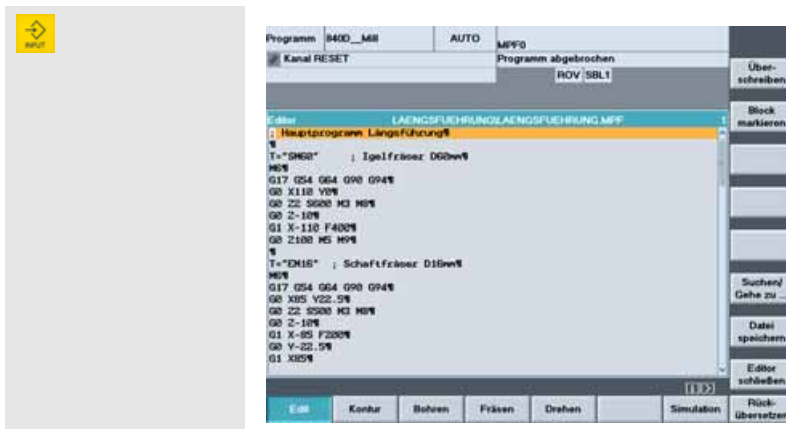 INPUT
Programm 840D__Mill AUTO MPF0
Kanal RESET Programm abgebrochen
ROV SBL1
Editor LAENGSFUEHRUNG\LAENGSFUEHRUNG.MPF 1
; Hauptprogramm Längsführung¶
¶
T="SM60" ; Igelfräser D60mm¶
M6¶
G17 G54 G64 G90 G94¶
G0 X110 Y0¶
G0 Z2 S600 M3 M8¶
G0 Z-10¶
G1 X-110 F400¶
G0 Z100 M5 M9¶
¶
T="EM16" ; Schaftfräser D16mm¶
M6¶
G17 G54 G64 G90 G94¶
G0 X85 Y22.5¶
G0 Z2 S500 M3 M8¶
G0 Z-10¶
G1 X-85 F200¶
G0 Y-22.5¶
G1 X85¶
Über-
schreiben
Block
markieren
Suchen/
Gehe zu ...
Datei
speichern
Editor
schließen
Rück-
übersetzen
Edit Kontur Bohren Fräsen Drehen Simulation